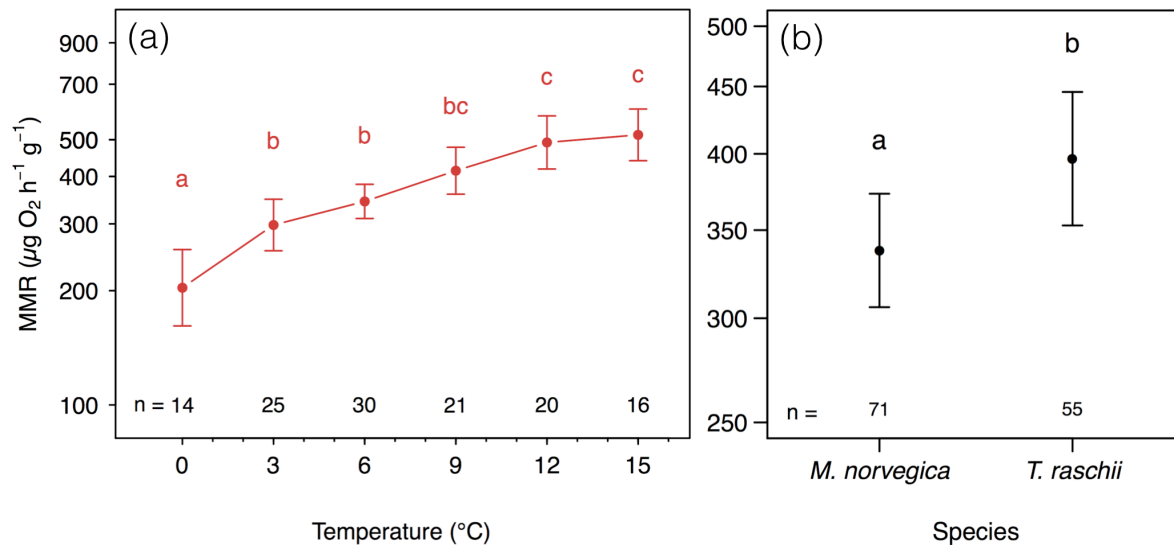 (a)
MMR (µg O₂ h⁻¹ g⁻¹)
900
700
500
400
300
200
100
a
b
b
bc
c
c
n = 14 25 30 21 20 16
0 3 6 9 12 15
Temperature (°C)
(b)
500
450
400
350
300
250
a
b
n = 71 55
M. norvegica T. raschii
Species